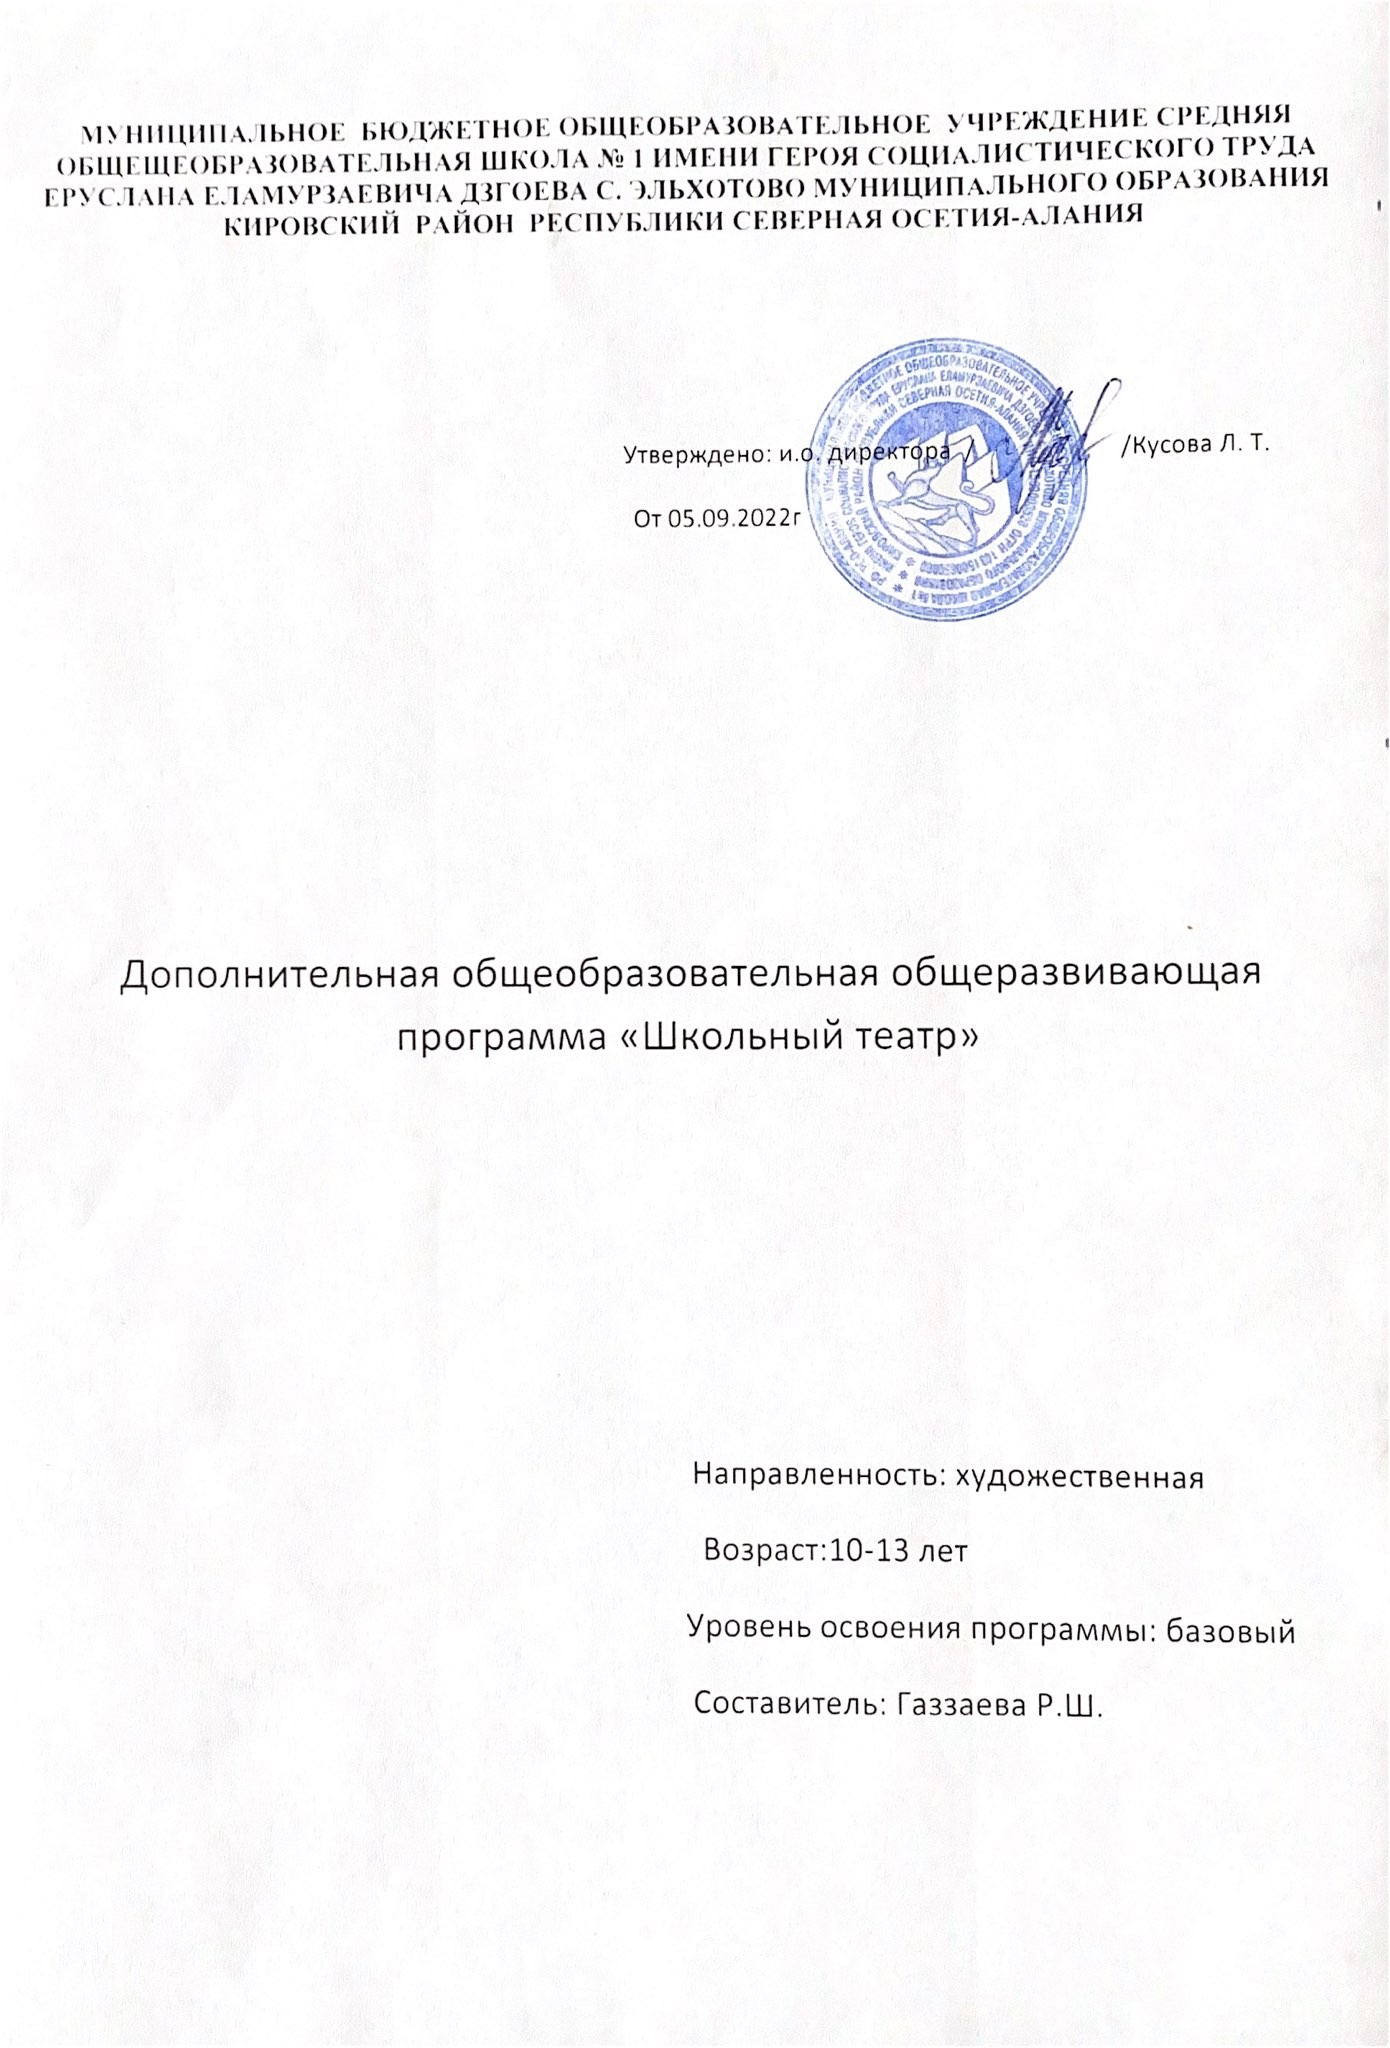 МУНИЦИПАЛЬНОЕ БЮДЖЕТНОЕ ОБЩЕОБРАЗОВАТЕЛЬНОЕ УЧРЕЖДЕНИЕ СРЕДНЯЯ
ОБЩЕЩЕОБРАЗОВАТЕЛЬНАЯ ШКОЛА № 1 ИМЕНИ ГЕРОЯ СОЦИАЛИСТИЧЕСКОГО ТРУДА
ЕРУСЛАНА ЕЛАМУРЗАЕВИЧА ДЗГОЕВА С. ЭЛЬХОТОВО МУНИЦИПАЛЬНОГО ОБРАЗОВАНИЯ
КИРОВСКИЙ РАЙОН РЕСПУБЛИКИ СЕВЕРНАЯ ОСЕТИЯ-АЛАНИЯ
Утверждено: и.о. директора / /Кусова Л. Т.
От 05.09.2022г
Дополнительная общеобразовательная общеразвивающая
программа «Школьный театр»
Направленность: художественная
Возраст:10-13 лет
Уровень освоения программы: базовый
Составитель: Газзаева Р.Ш.